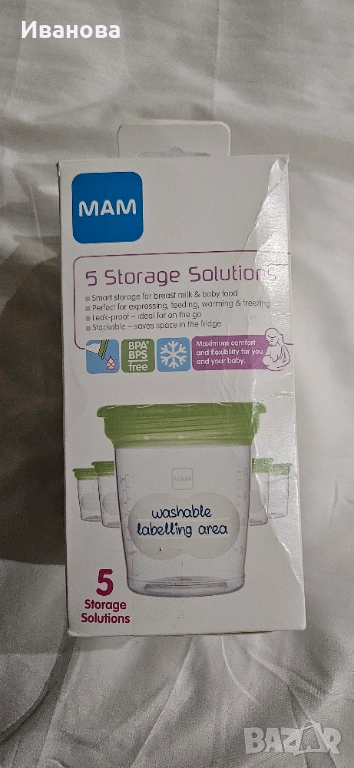 Иванова
MAM
5 Storage Solutions
Smart storage for breast milk & baby food
Perfect for expressing, feeding, warming & freezing
Leak-proof – ideal for on the go
Stackable – saves space in the fridge
BPA*
BPS
free
Maximum comfort
and flexibility for you
and your baby.
MAM
washable
labelling area
5
Storage
Solutions
BAZAR